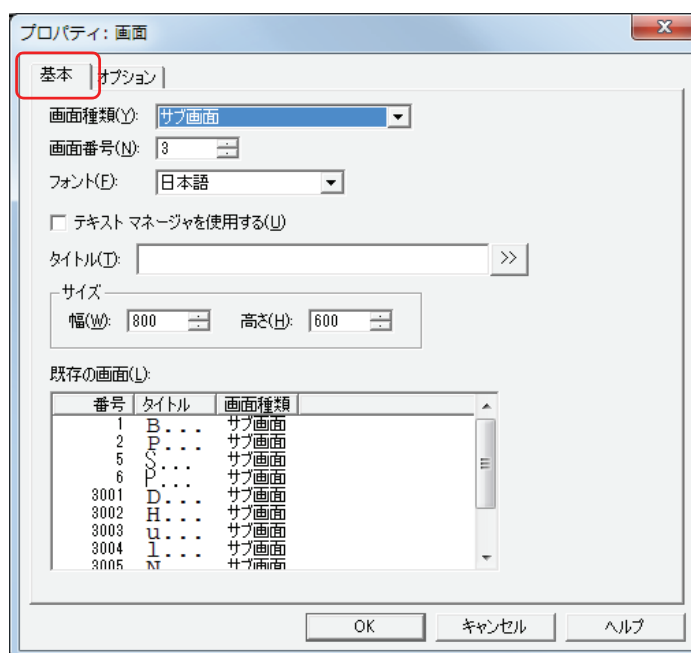 プロパティ: 画面
基本 オプション
画面種類(Y): サブ画面
画面番号(N): 3
フォント(F): 日本語
テキスト マネージャを使用する(U)
タイトル(T): >>
サイズ
幅(W): 800 高さ(H): 600
既存の画面(L):
番号 タイトル 画面種類
1 B... サブ画面
2 P... サブ画面
5 S... サブ画面
6 P... サブ画面
3001 D... サブ画面
3002 H... サブ画面
3003 u... サブ画面
3004 l... サブ画面
3005 N... サブ画面
OK キャンセル ヘルプ